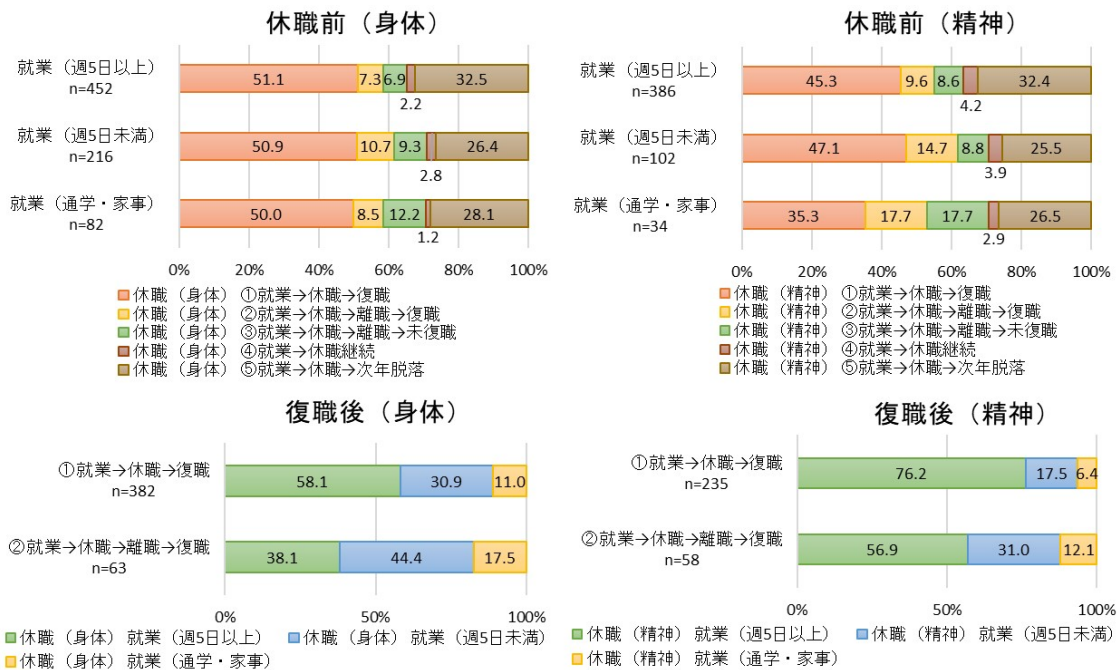 休職前（身体）
就業（週5日以上）
n=452
51.1 7.3 6.9 32.5
2.2
就業（週5日未満）
n=216
50.9 10.7 9.3 26.4
2.8
就業（通学・家事）
n=82
50.0 8.5 12.2 28.1
1.2
0% 20% 40% 60% 80% 100%
休職（身体）①就業→休職→復職
休職（身体）②就業→休職→離職→復職
休職（身体）③就業→休職→離職→未復職
休職（身体）④就業→休職継続
休職（身体）⑤就業→休職→次年脱落
休職前（精神）
就業（週5日以上）
n=386
45.3 9.6 8.6 32.4
4.2
就業（週5日未満）
n=102
47.1 14.7 8.8 25.5
3.9
就業（通学・家事）
n=34
35.3 17.7 17.7 26.5
2.9
0% 20% 40% 60% 80% 100%
休職（精神）①就業→休職→復職
休職（精神）②就業→休職→離職→復職
休職（精神）③就業→休職→離職→未復職
休職（精神）④就業→休職継続
休職（精神）⑤就業→休職→次年脱落
復職後（身体）
①就業→休職→復職
n=382
58.1 30.9 11.0
②就業→休職→離職→復職
n=63
38.1 44.4 17.5
0% 50% 100%
休職（身体）就業（週5日以上） 休職（身体）就業（週5日未満）
休職（身体）就業（通学・家事）
復職後（精神）
①就業→休職→復職
n=235
76.2 17.5 6.4
②就業→休職→離職→復職
n=58
56.9 31.0 12.1
0% 50% 100%
休職（精神）就業（週5日以上） 休職（精神）就業（週5日未満）
休職（精神）就業（通学・家事）